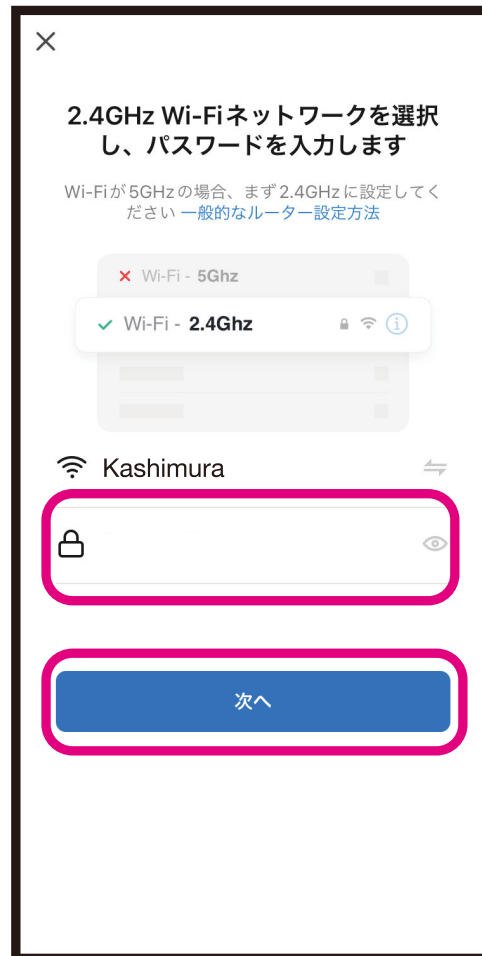 2.4GHz Wi-Fiネットワークを選択
し、パスワードを入力します
Wi-Fiが5GHzの場合、まず2.4GHzに設定してく
ださい 一般的なルーター設定方法
Wi-Fi - 5Ghz
Wi-Fi - 2.4Ghz
Kashimura
次へ